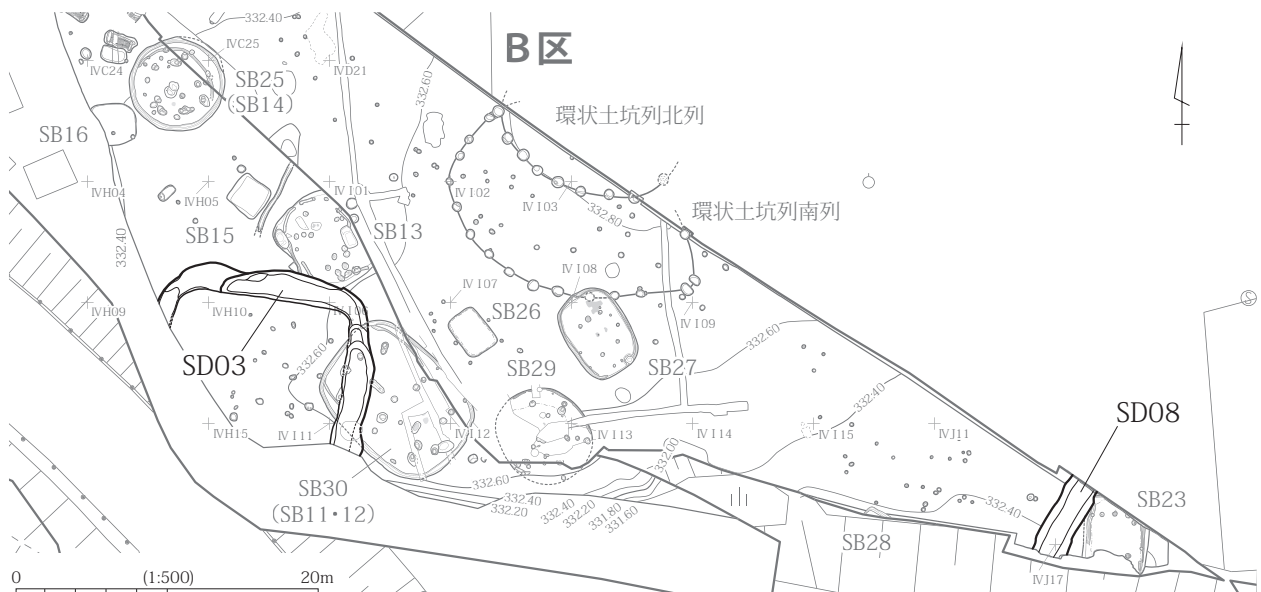 B区
332.40
ⅣC25
ⅣC24
ⅣD21
SB25
(SB14)
332.60
環状土坑列北列
SB16
ⅣH04
ⅣH05
ⅣI01
ⅣI02
ⅣI03
332.80
環状土坑列南列
SB15
SB13
332.40
ⅣI07
ⅣI08
ⅣH09
ⅣH10
ⅣI06
ⅣI09
SB26
332.60
SD03
332.60
SB29
SB27
332.40
SD08
ⅣH15
ⅣI11
ⅣI12
ⅣI13
ⅣI14
ⅣI15
ⅣJ11
332.00
SB30
(SB11・12)
332.60
332.40
332.20
332.40
332.20
331.80
331.60
332.40
SB23
SB28
ⅣJ17
0
(1:500)
20m